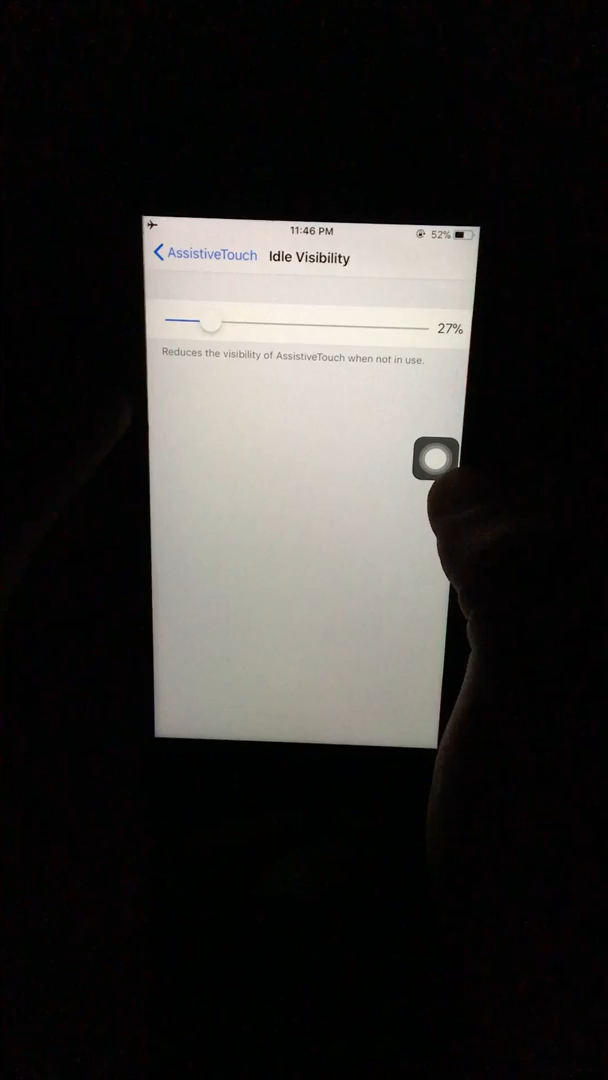 11:46 PM
52%
AssistiveTouch
Idle Visibility
27%
Reduces the visibility of AssistiveTouch when not in use.